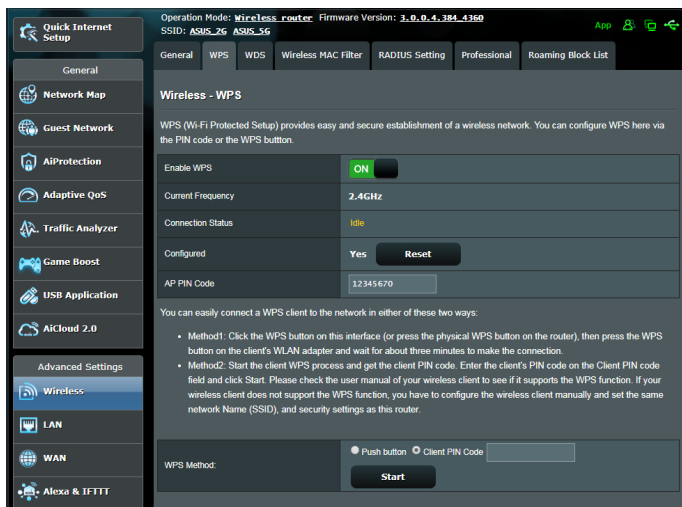 Quick Internet
Setup
General
Network Map
Guest Network
AiProtection
Adaptive QoS
Traffic Analyzer
Game Boost
USB Application
AiCloud 2.0
Advanced Settings
Wireless
LAN
WAN
Alexa & IFTTT
Operation Mode: Wireless router Firmware Version: 3.0.0.4.384_4360
SSID: ASUS_2G ASUS_5G
App
General WPS WDS Wireless MAC Filter RADIUS Setting Professional Roaming Block List
Wireless - WPS
WPS (Wi-Fi Protected Setup) provides easy and secure establishment of a wireless network. You can configure WPS here via
the PIN code or the WPS buttton.
Enable WPS ON
Current Frequency 2.4GHz
Connection Status Idle
Configured Yes Reset
AP PIN Code 12345670
You can easily connect a WPS client to the network in either of these two ways:
• Method1: Click the WPS button on this interface (or press the physical WPS button on the router), then press the WPS
button on the client's WLAN adapter and wait for about three minutes to make the connection.
• Method2: Start the client WPS process and get the client PIN code. Enter the client's PIN code on the Client PIN code
field and click Start. Please check the user manual of your wireless client to see if it supports the WPS function. If your
wireless client does not support the WPS function, you have to configure the wireless client manually and set the same
network Name (SSID), and security settings as this router.
WPS Method: Push button Client PIN Code
Start